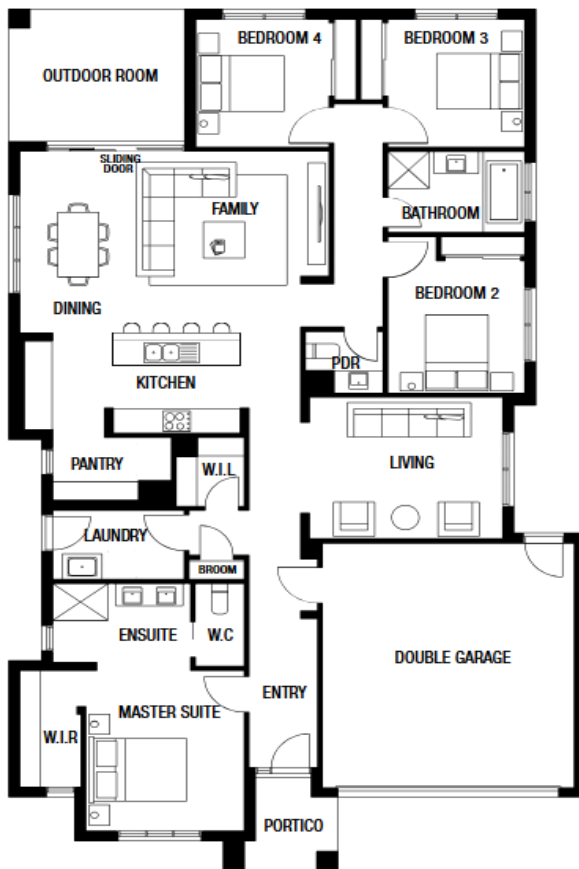 BEDROOM 4
BEDROOM 3
OUTDOOR ROOM
SLIDING
DOOR
FAMILY
BATHROOM
DINING
BEDROOM 2
PDR
KITCHEN
PANTRY
W.I.L
LIVING
LAUNDRY
BROOM
ENSUITE
W.C
DOUBLE GARAGE
ENTRY
MASTER SUITE
W.I.R
PORTICO